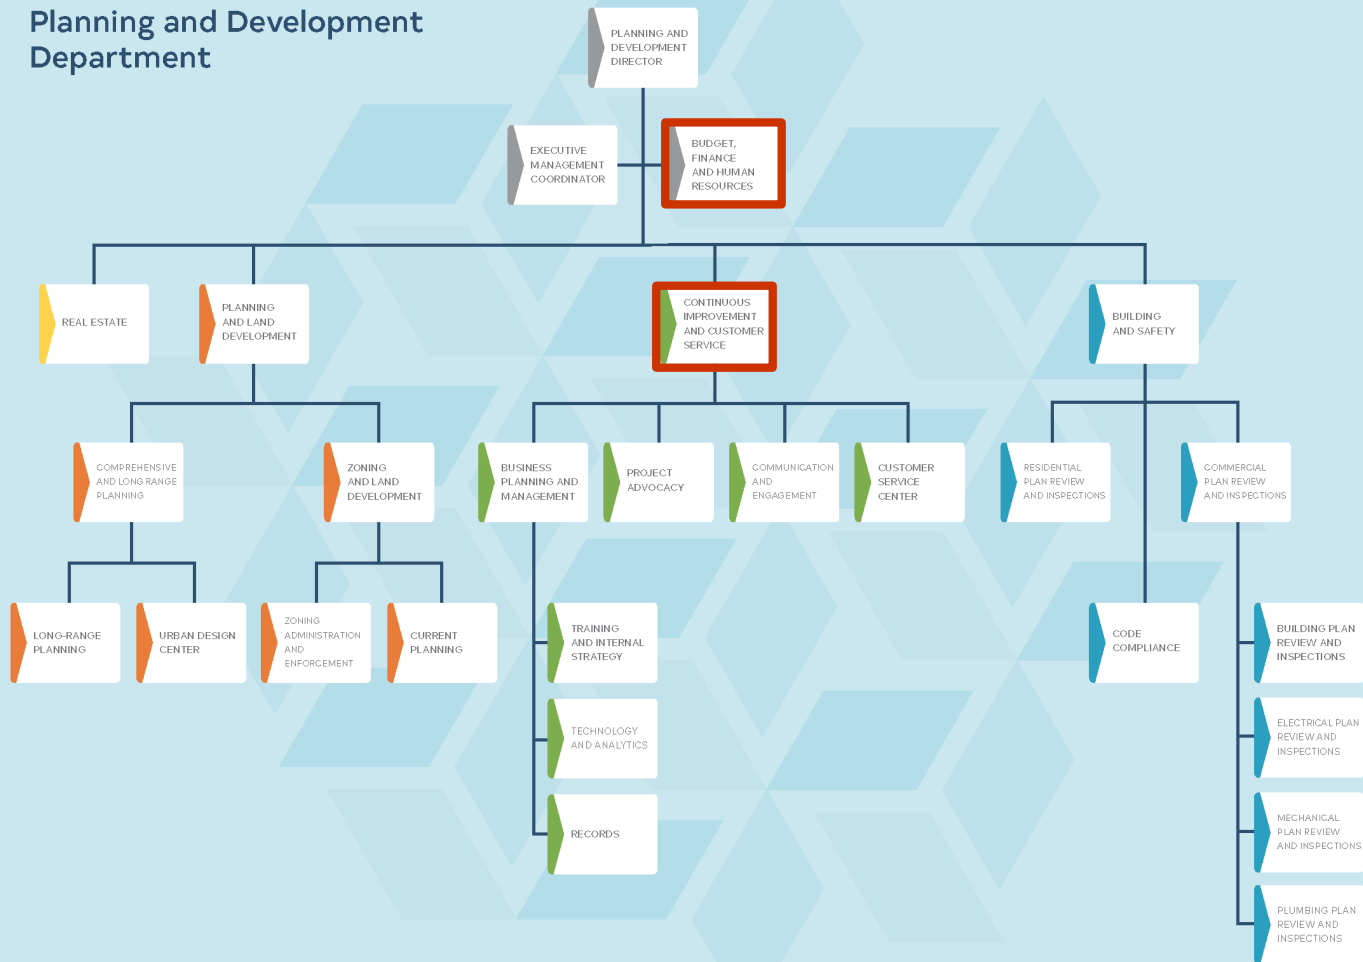 Planning and Development
Department
PLANNING AND
DEVELOPMENT
DIRECTOR
EXECUTIVE
MANAGEMENT
COORDINATOR
BUDGET,
FINANCE
AND HUMAN
RESOURCES
REAL ESTATE
PLANNING
AND LAND
DEVELOPMENT
CONTINUOUS
IMPROVEMENT
AND CUSTOMER
SERVICE
BUILDING
AND SAFETY
COMPREHENSIVE
AND LONG RANGE
PLANNING
ZONING
AND LAND
DEVELOPMENT
BUSINESS
PLANNING AND
MANAGEMENT
PROJECT
ADVOCACY
COMMUNICATION
AND
ENGAGEMENT
CUSTOMER
SERVICE
CENTER
RESIDENTIAL
PLAN REVIEW
AND INSPECTIONS
COMMERCIAL
PLAN REVIEW
AND INSPECTIONS
LONG-RANGE
PLANNING
URBAN DESIGN
CENTER
ZONING
ADMINISTRATION
AND
ENFORCEMENT
CURRENT
PLANNING
TRAINING
AND INTERNAL
STRATEGY
CODE
COMPLIANCE
BUILDING PLAN
REVIEW AND
INSPECTIONS
TECHNOLOGY
AND ANALYTICS
ELECTRICAL PLAN
REVIEW AND
INSPECTIONS
RECORDS
MECHANICAL
PLAN REVIEW
AND INSPECTIONS
PLUMBING PLAN
REVIEW AND
INSPECTIONS